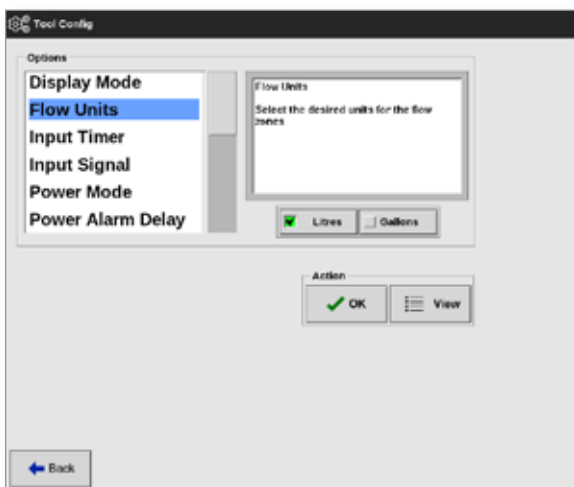 Tool Config
Options
Display Mode
Flow Units
Input Timer
Input Signal
Power Mode
Power Alarm Delay
Flow Units
Select the desired units for the flow
zones
Litres
Gallons
Action
OK
View
Back